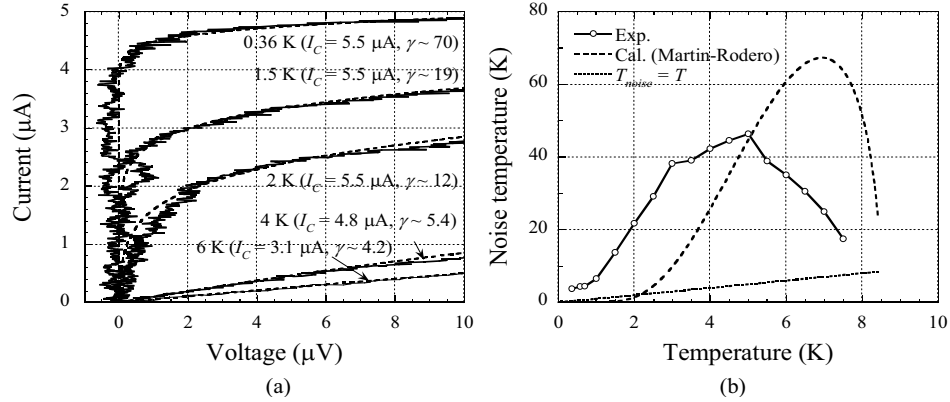 0.36 K (I_C = 5.5 μA, γ ~ 70)
1.5 K (I_C = 5.5 μA, γ ~ 19)
2 K (I_C = 5.5 μA, γ ~ 12)
4 K (I_C = 4.8 μA, γ ~ 5.4)
6 K (I_C = 3.1 μA, γ ~ 4.2)
Current (μA)
5
4
3
2
1
0
0 2 4 6 8 10
Voltage (μV)
(a)
Exp.
Cal. (Martin-Rodero)
T_noise = T
Noise temperature (K)
80
60
40
20
0
0 2 4 6 8 10
Temperature (K)
(b)